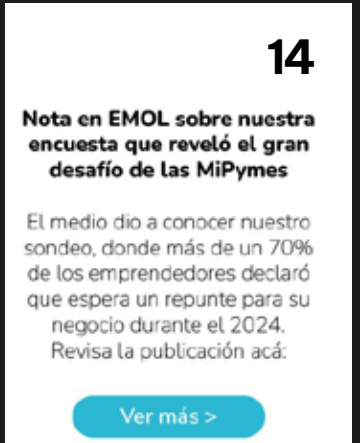 14
Nota en EMOL sobre nuestra
encuesta que reveló el gran
desafío de las MiPymes
El medio dio a conocer nuestro
sondeo, donde más de un 70%
de los emprendedores declaró
que espera un repunte para su
negocio durante el 2024.
Revisa la publicación acá:
Ver más >